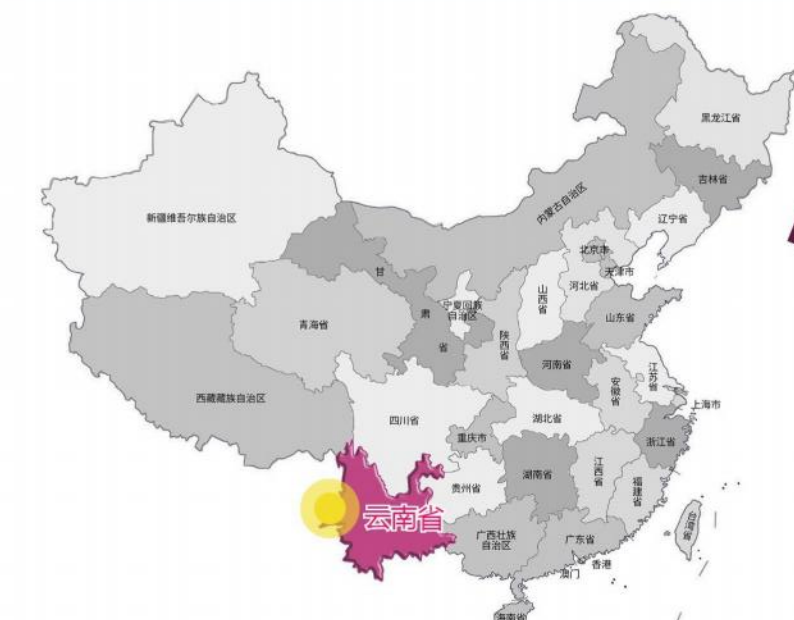 黑龙江省
吉林省
内蒙古自治区
新疆维吾尔族自治区
辽宁省
北京市
天津市
甘
肃
省
河北省
山西省
宁夏回族
自治区
山东省
青海省
陕西省
河南省
江苏省
安徽省
西藏藏族自治区
上海市
四川省
湖北省
重庆市
浙江省
湖南省
江西省
贵州省
福建省
云南省
台湾省
广西壮族
自治区
广东省
香港
澳门
海南省